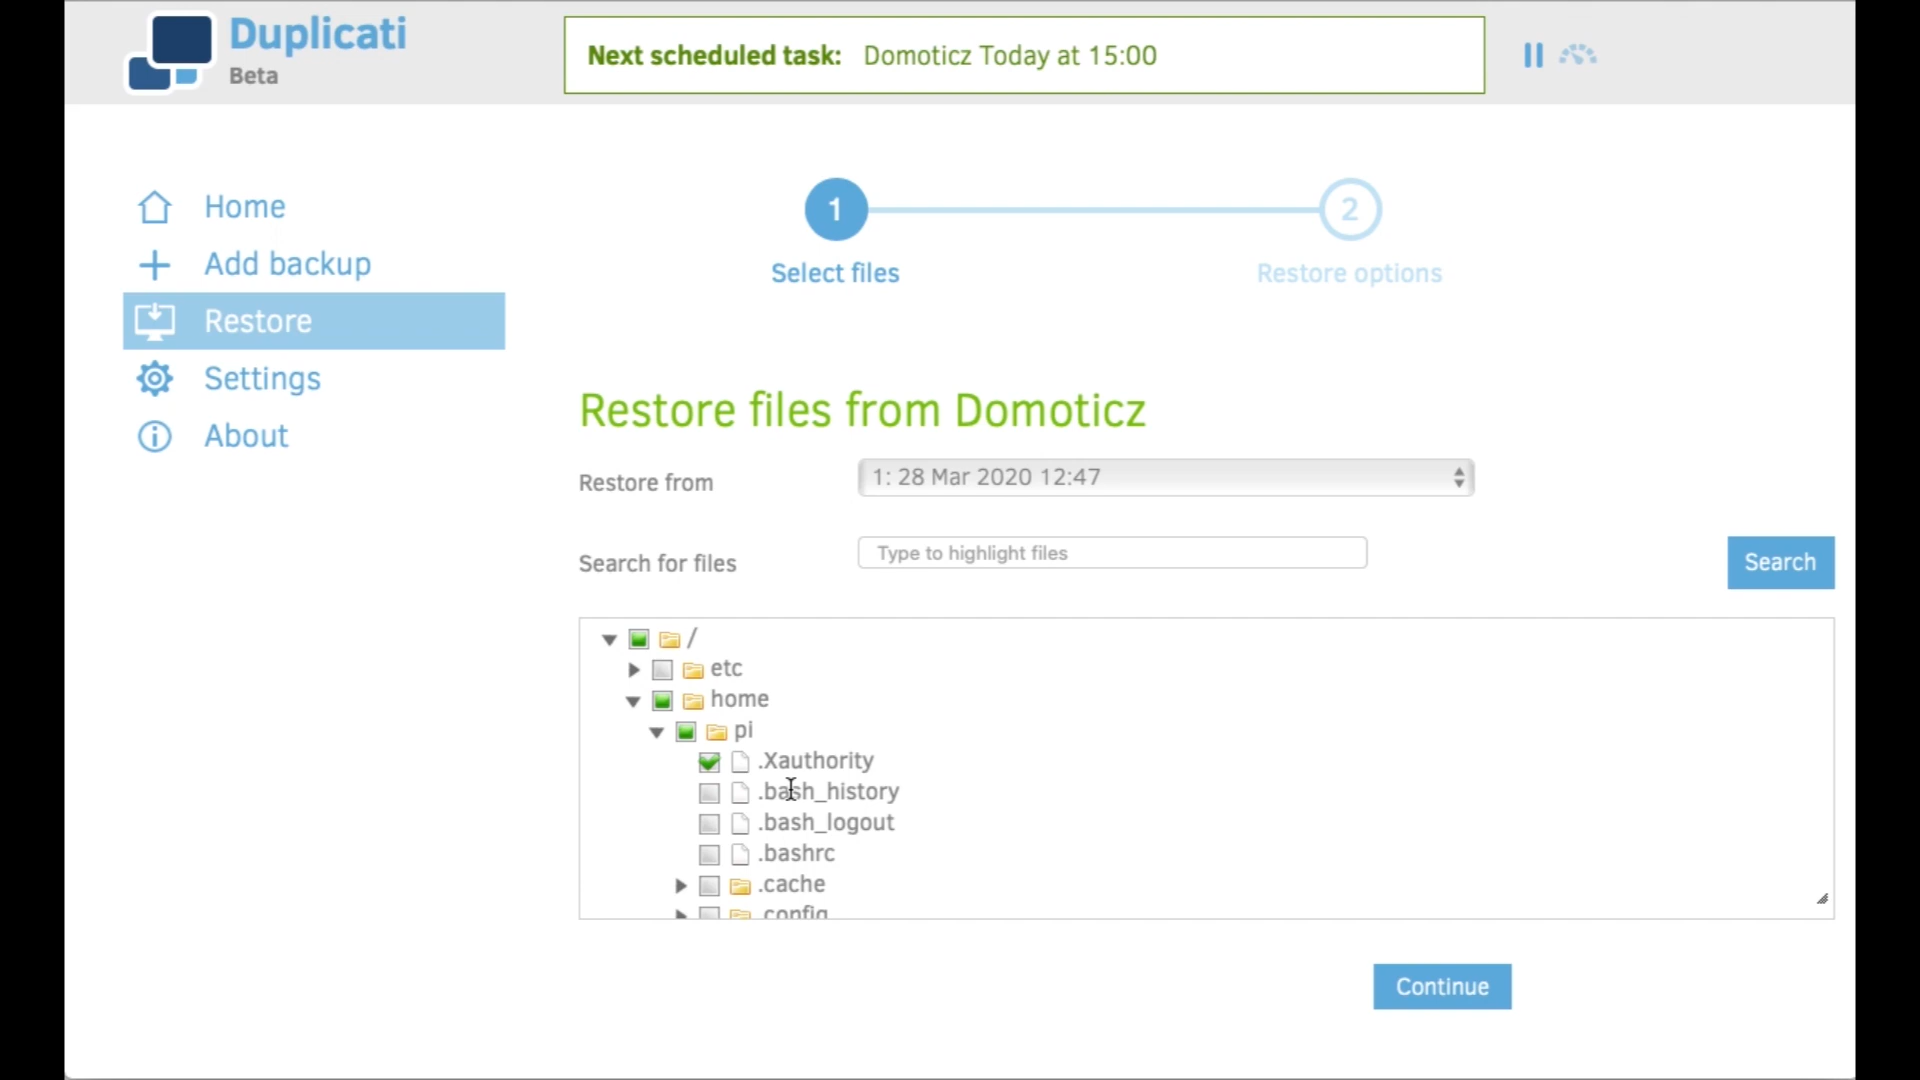 Duplicati
Beta
Next scheduled task: Domoticz Today at 15:00
Home
Add backup
Restore
Settings
About
1
2
Select files
Restore options
Restore files from Domoticz
Restore from
1: 28 Mar 2020 12:47
Search for files
Type to highlight files
Search
/
etc
home
pi
.Xauthority
.bash_history
.bash_logout
.bashrc
.cache
.config
Continue